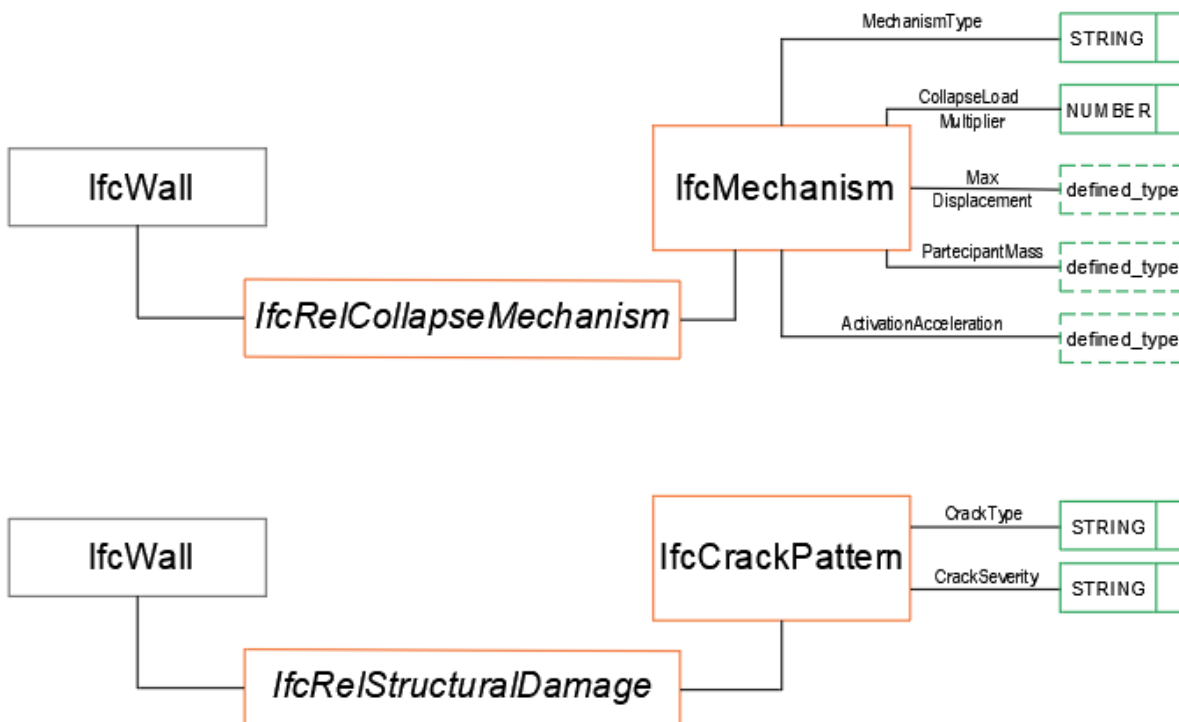 MechanismType
STRING
CollapseLoad
Multiplier
NUMBER
IfcWall
IfcMechanism
Max
Displacement
defined_type
PartecipantMass
defined_type
IfcRelCollapseMechanism
ActivationAcceleration
defined_type
IfcWall
IfcCrackPattern
CrackType
STRING
CrackSeverity
STRING
IfcRelStructuralDamage